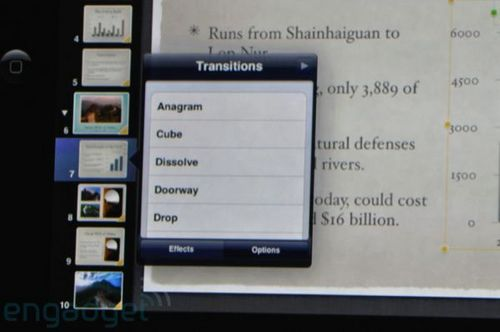 4
5
6
7
8
9
10
Transitions
Anagram
Cube
Dissolve
Doorway
Drop
Effects
Options
* Runs from Shainhaiguan to
Lop Nur
, only 3,889 of
tural defenses
rivers.
oday, could cost
$16 billion.
6000
4500
3000
1500
0
engadget